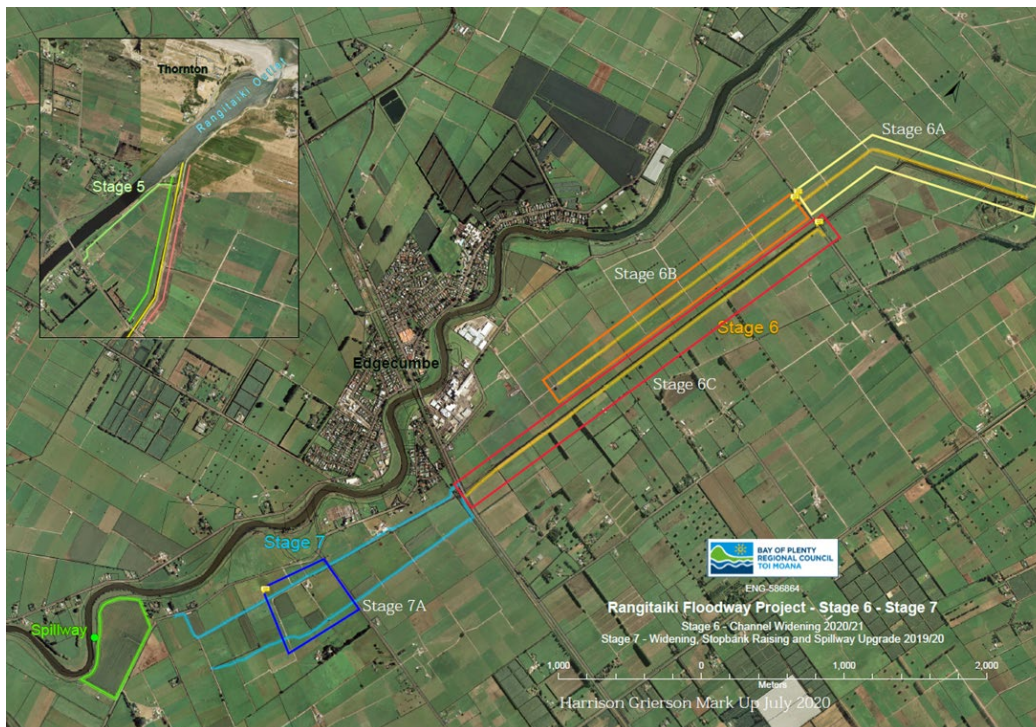 Thornton
Rangitaiki Outlet
Stage 5
Stage 6A
Stage 6B
Stage 6
Edgecumbe
Stage 6C
Stage 7
Stage 7A
Spillway
BAY OF PLENTY
REGIONAL COUNCIL
TOI MOANA
ENG-586864
Rangitaiki Floodway Project - Stage 6 - Stage 7
Stage 6 - Channel Widening 2020/21
Stage 7 - Widening, Stopbank Raising and Spillway Upgrade 2019/20
1,000 0 1,000 2,000
Meters
Harrison Grierson Mark Up July 2020